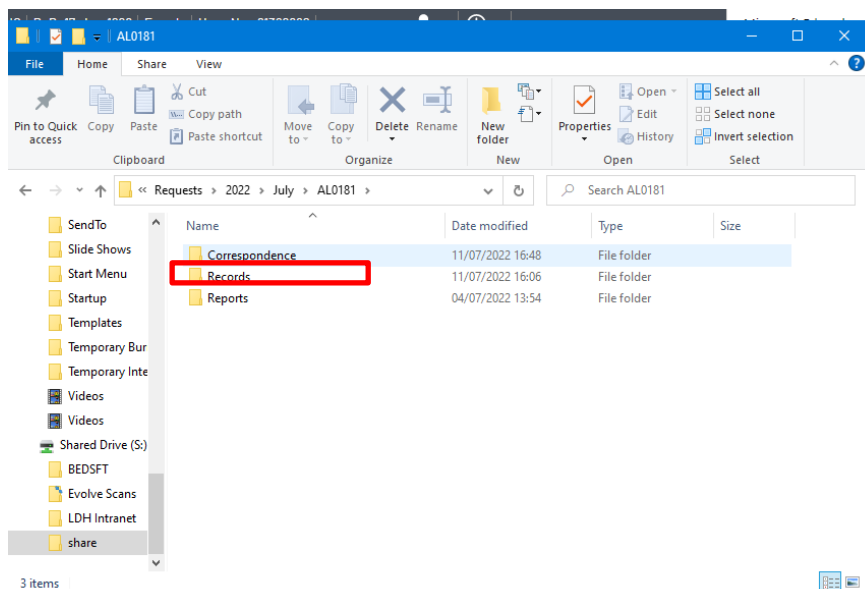 AL0181
File Home Share View
Pin to Quick access
Copy
Paste
Cut
Copy path
Paste shortcut
Clipboard
Move to
Copy to
Delete
Rename
Organize
New folder
New
Properties
Open
Edit
History
Open
Select all
Select none
Invert selection
Select
« Requests > 2022 > July > AL0181 >
Search AL0181
SendTo
Slide Shows
Start Menu
Startup
Templates
Temporary Bur
Temporary Inte
Videos
Videos
Shared Drive (S:)
BEDSFT
Evolve Scans
LDH Intranet
share
Name Date modified Type Size
Correspondence 11/07/2022 16:48 File folder
Records 11/07/2022 16:06 File folder
Reports 04/07/2022 13:54 File folder
3 items